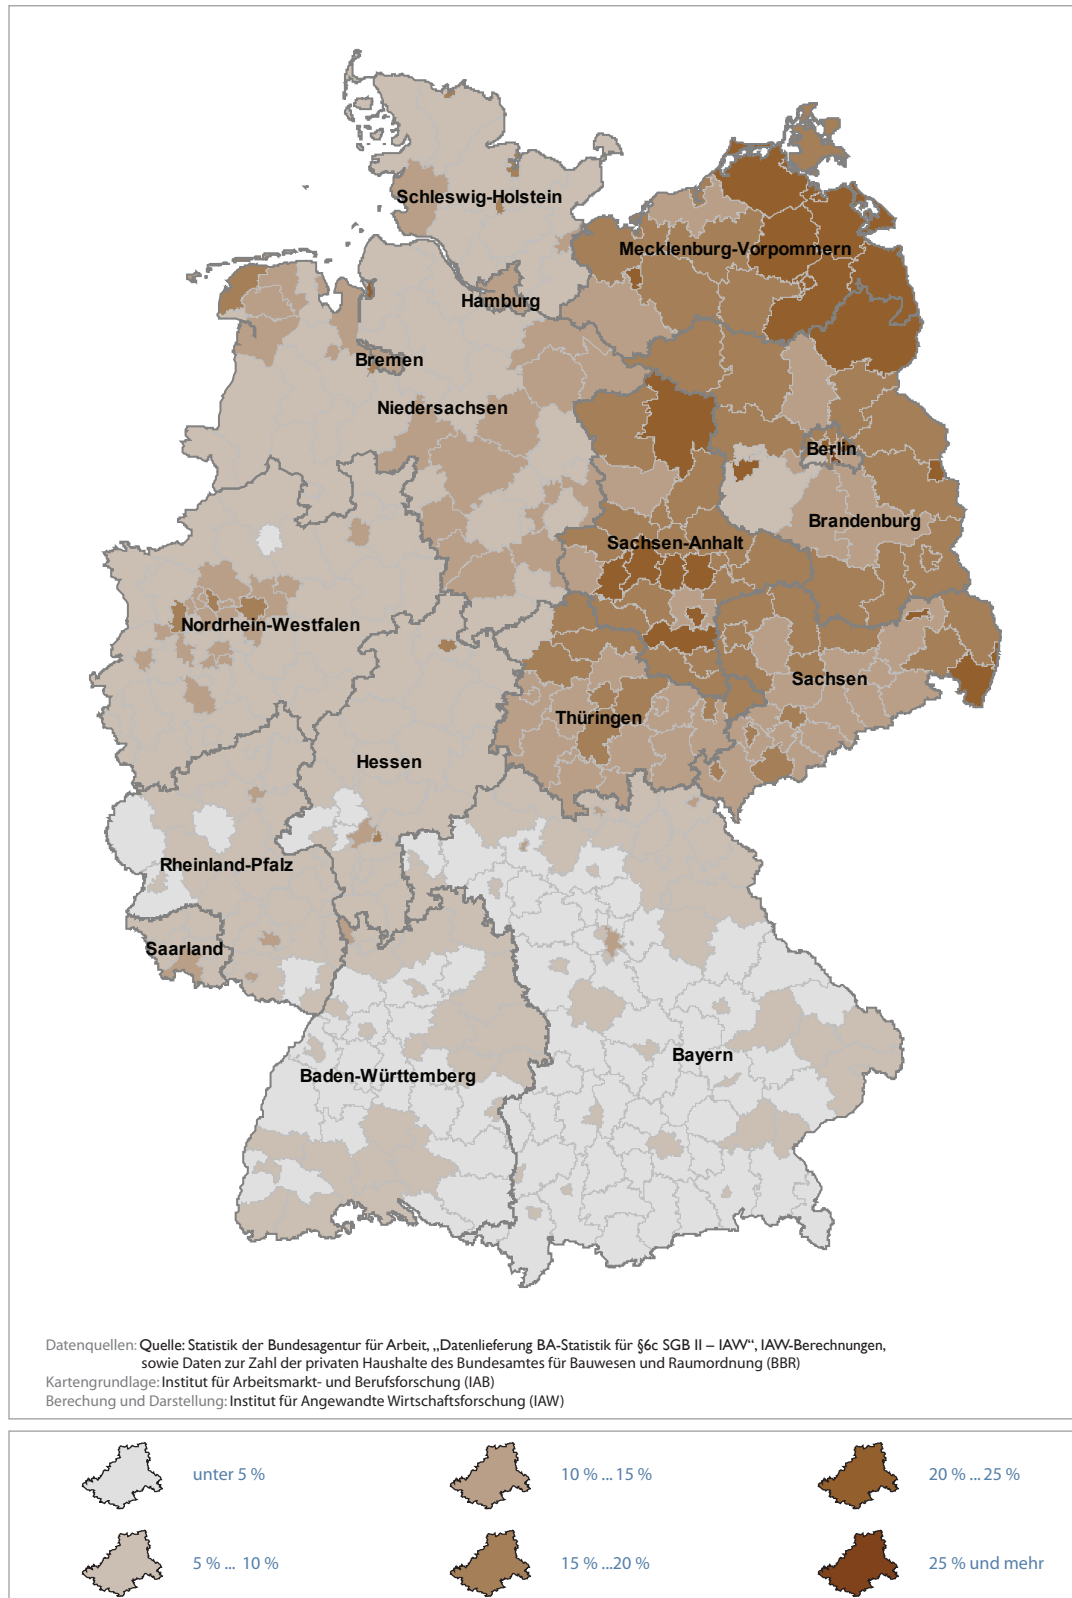 Schleswig-Holstein
Mecklenburg-Vorpommern
Hamburg
Bremen
Niedersachsen
Berlin
Brandenburg
Sachsen-Anhalt
Nordrhein-Westfalen
Sachsen
Thüringen
Hessen
Rheinland-Pfalz
Saarland
Bayern
Baden-Württemberg
Datenquellen: Quelle: Statistik der Bundesagentur für Arbeit, „Datenlieferung BA-Statistik für §6c SGB II – IAW“, IAW-Berechnungen,
sowie Daten zur Zahl der privaten Haushalte des Bundesamtes für Bauwesen und Raumordnung (BBR)
Kartengrundlage: Institut für Arbeitsmarkt- und Berufsforschung (IAB)
Berechung und Darstellung: Institut für Angewandte Wirtschaftsforschung (IAW)
unter 5 %
10 % ... 15 %
20 % ... 25 %
5 % ... 10 %
15 % ...20 %
25 % und mehr